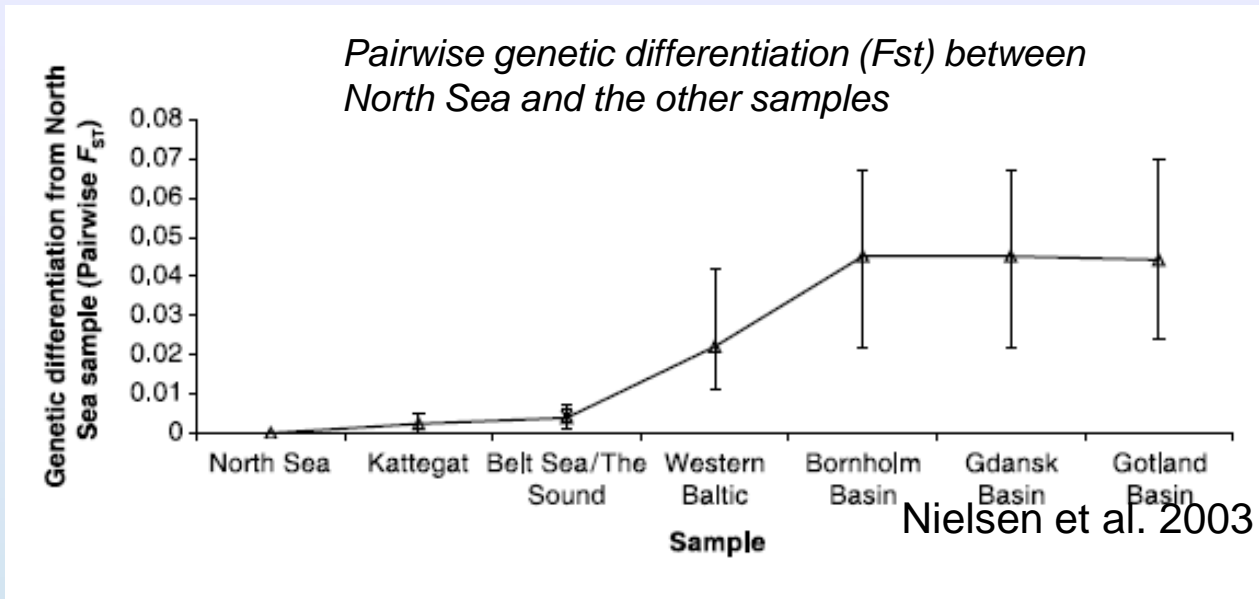 Pairwise genetic differentiation (Fst) between
North Sea and the other samples
Genetic differentiation from North
Sea sample (Pairwise FST)
0.08
0.07
0.06
0.05
0.04
0.03
0.02
0.01
0
North Sea
Kattegat
Belt Sea/The
Sound
Western
Baltic
Bornholm
Basin
Gdansk
Basin
Gotland
Basin
Sample
Nielsen et al. 2003